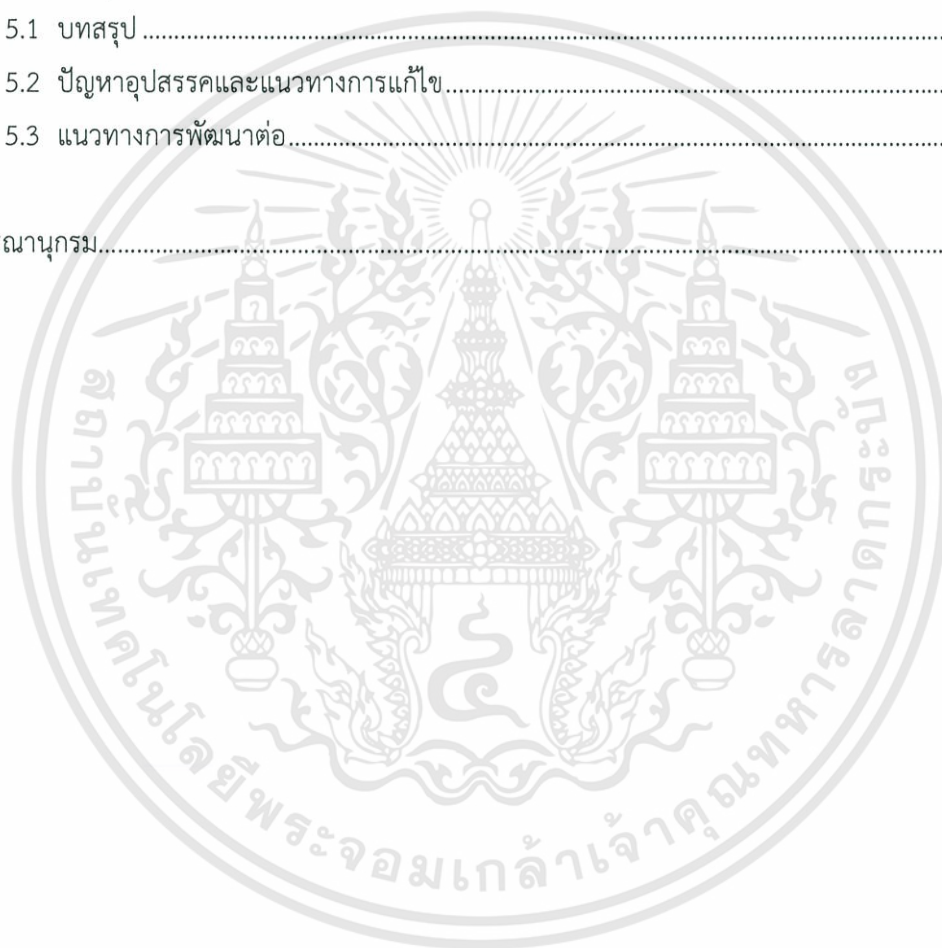 5.1 บทสรุป
5.2 ปัญหาอุปสรรคและแนวทางการแก้ไข
5.3 แนวทางการพัฒนาต่อ
ณานุกรม
สถาบันเทคโนโลยีพระจอมเกล้าเจ้าคุณทหารลาดกระบัง